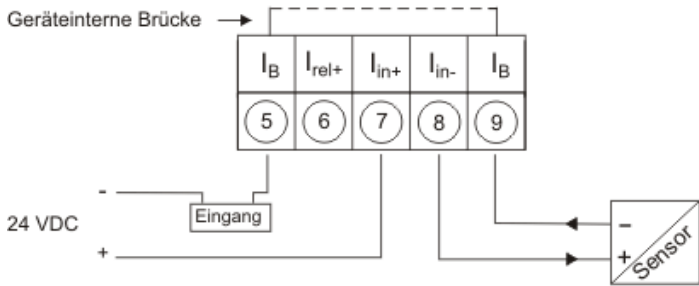 Geräteinterne Brücke
I_B I_rel+ I_in+ I_in- I_B
5 6 7 8 9
-
Eingang
24 VDC
+
-
+
Sensor